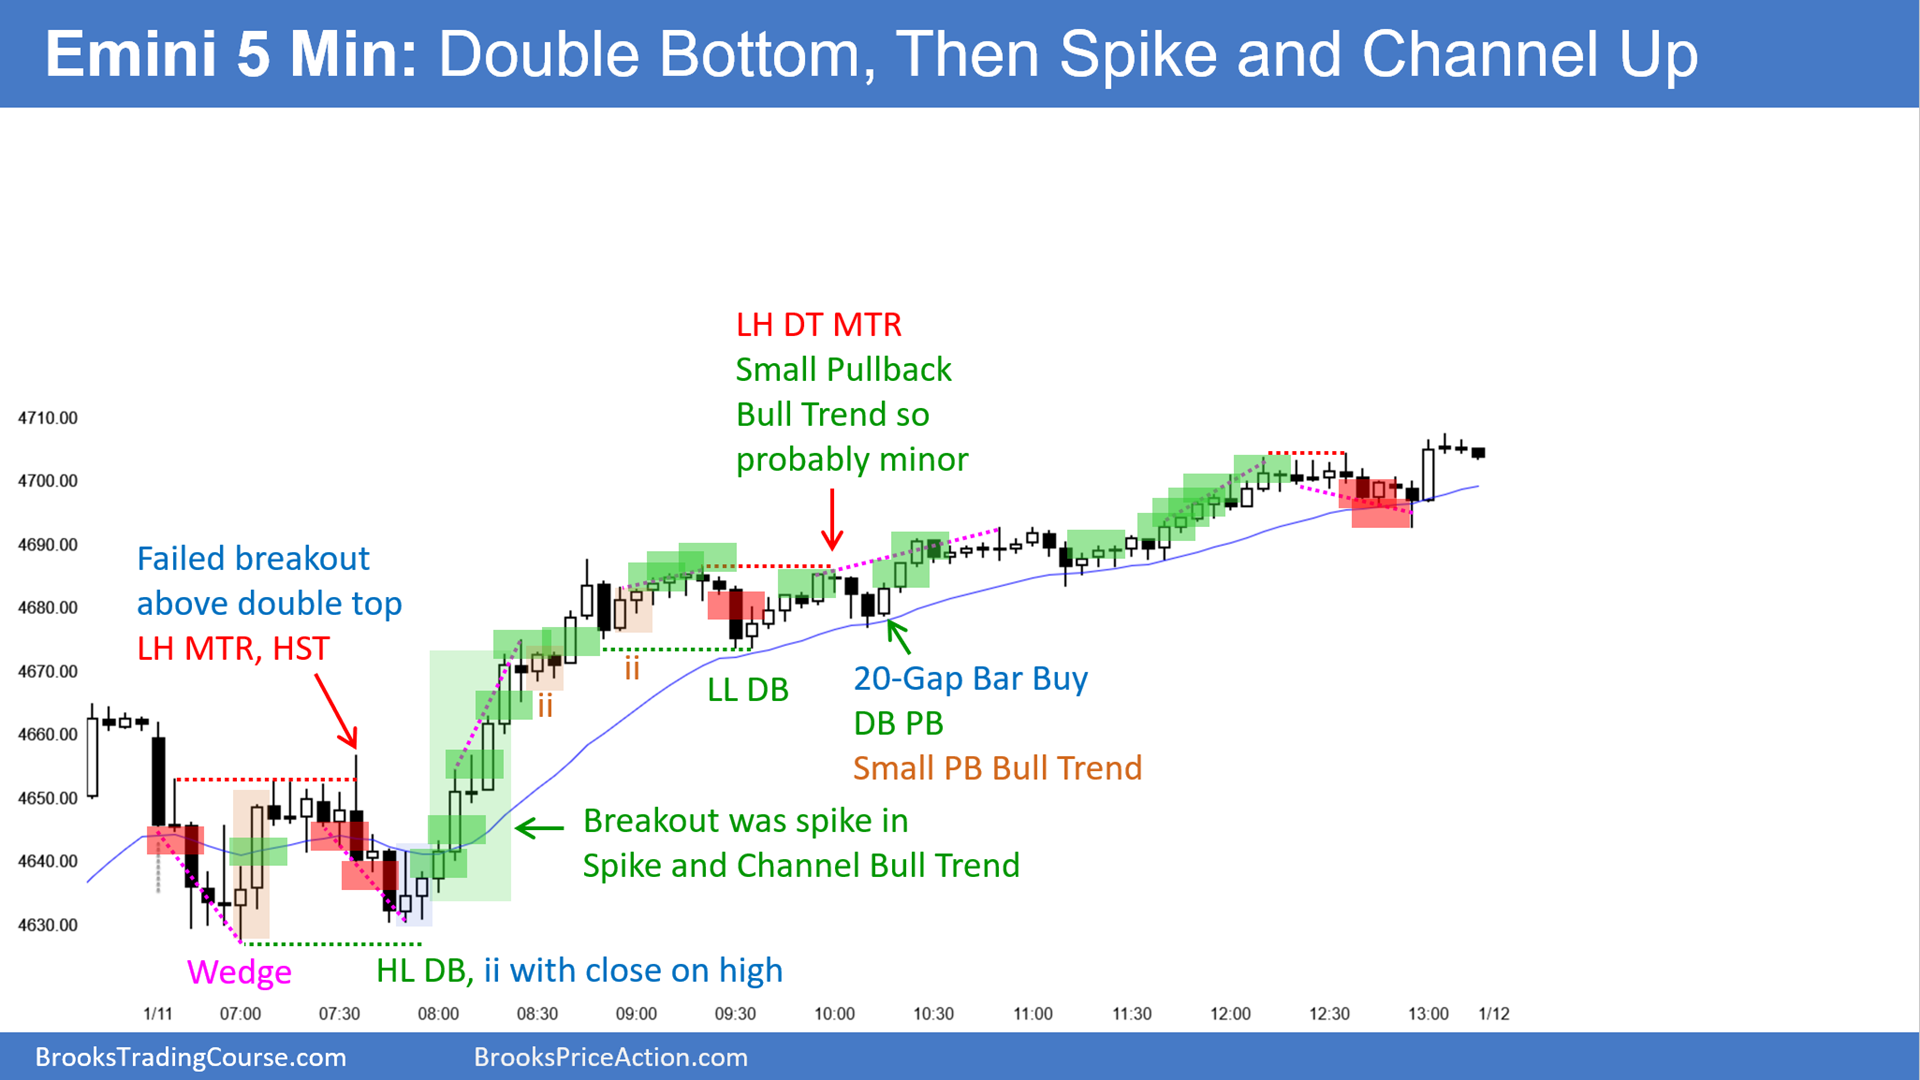 Emini 5 Min: Double Bottom, Then Spike and Channel Up
LH DT MTR
Small Pullback
Bull Trend so
probably minor
Failed breakout
above double top
LH MTR, HST
4710.00
4700.00
4690.00
4680.00
4670.00
4660.00
4650.00
4640.00
4630.00
ii
ii
LL DB
20-Gap Bar Buy
DB PB
Small PB Bull Trend
Breakout was spike in
Spike and Channel Bull Trend
Wedge
HL DB, ii with close on high
1/11 07:00 07:30 08:00 08:30 09:00 09:30 10:00 10:30 11:00 11:30 12:00 12:30 13:00 1/12
BrooksTradingCourse.com
BrooksPriceAction.com